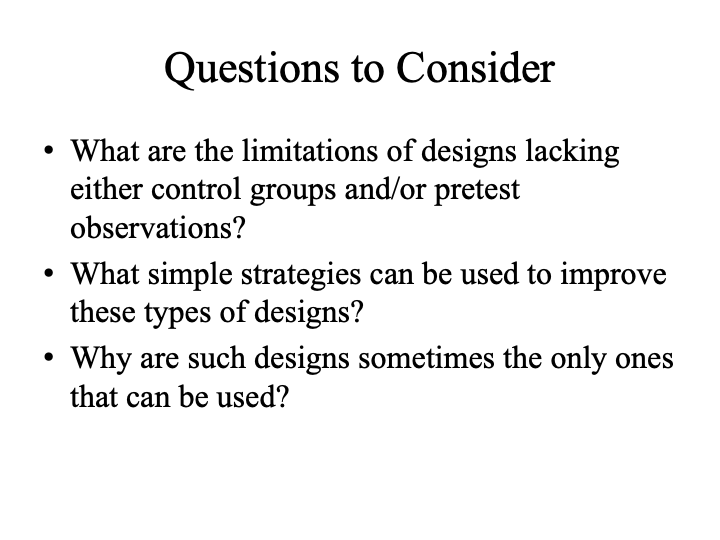 Questions to Consider
• What are the limitations of designs lacking
either control groups and/or pretest
observations?
• What simple strategies can be used to improve
these types of designs?
• Why are such designs sometimes the only ones
that can be used?